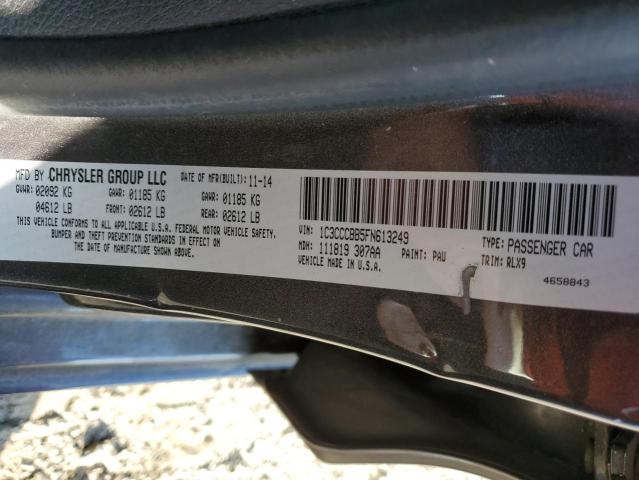 MFD BY CHRYSLER GROUP LLC DATE OF MFR(BUILT): 11-14
GVWR: 02092 KG GAWR: 01185 KG GAWR: 01185 KG
04612 LB FRONT: 02612 LB REAR: 02612 LB
THIS VEHICLE CONFORMS TO ALL APPLICABLE U.S.A. FEDERAL MOTOR VEHICLE SAFETY,
BUMPER AND THEFT PREVENTION STANDARDS IN EFFECT ON
THE DATE OF MANUFACTURE SHOWN ABOVE.
VIN: 1C3CCCBB5FN613249 TYPE: PASSENGER CAR
MDH: 111819 307AA PAINT: PAU TRIM: RLX9
VEHICLE MADE IN U.S.A.
4658843